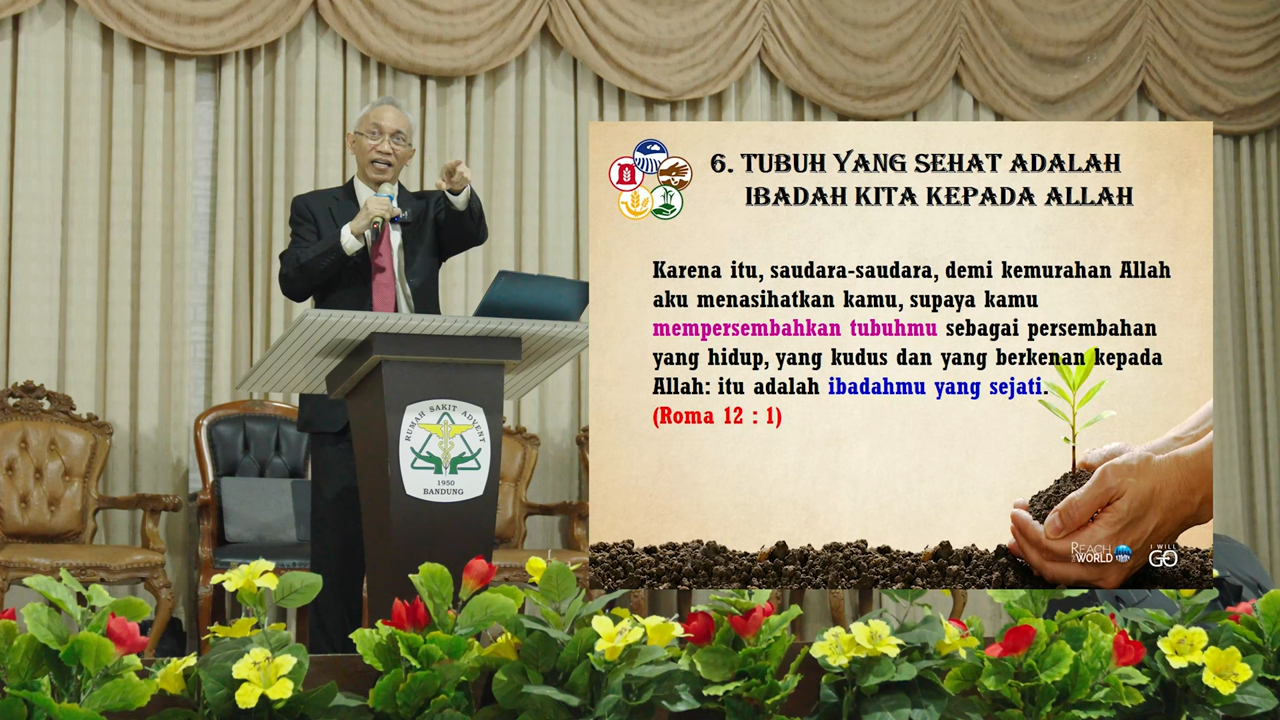 6. TUBUH YANG SEHAT ADALAH
IBADAH KITA KEPADA ALLAH
Karena itu, saudara-saudara, demi kemurahan Allah
aku menasihatkan kamu, supaya kamu
mempersembahkan tubuhmu sebagai persembahan
yang hidup, yang kudus dan yang berkenan kepada
Allah: itu adalah ibadahmu yang sejati.
(Roma 12 : 1)
RUMAH SAKIT ADVENT
1950
BANDUNG
REACH
THE WORLD
I WILL
GO